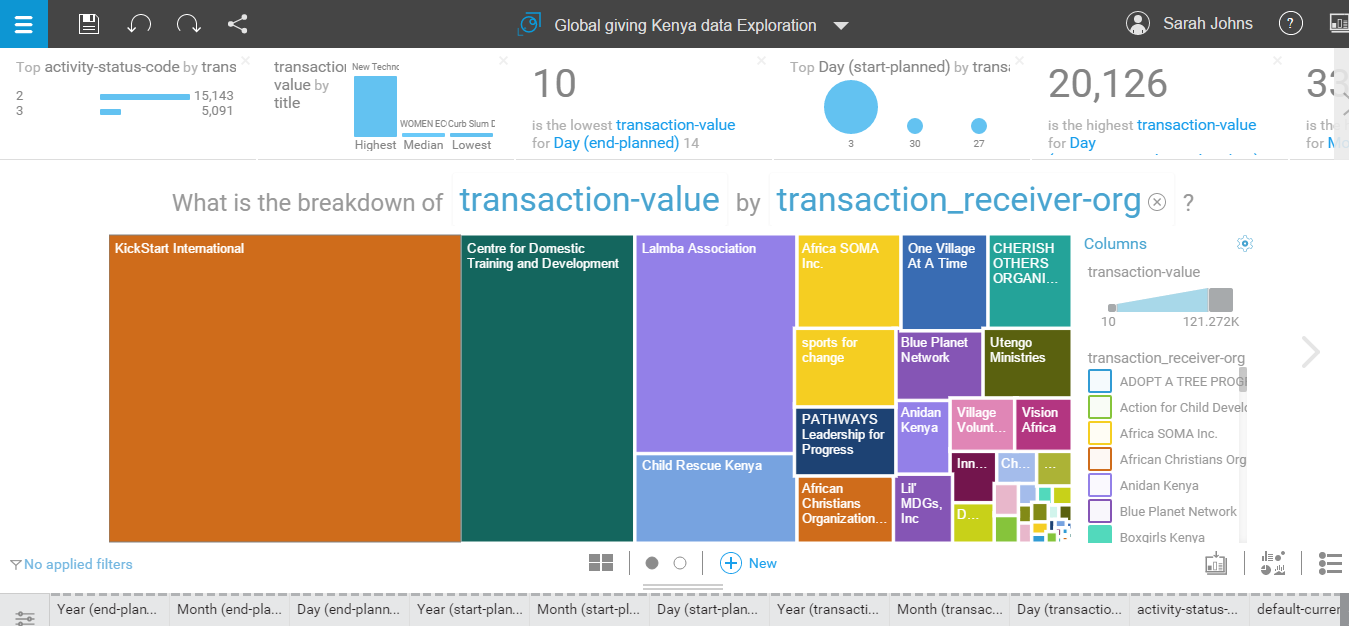 Global giving Kenya data Exploration
Sarah Johns
?
Top activity-status-code by trans
2 15,143
3 5,091
transaction
value by
title
New Techno
WOMEN EC Curb Slum D
Highest Median Lowest
10
is the lowest transaction-value
for Day (end-planned) 14
Top Day (start-planned) by transa
3 30 27
20,126
is the highest transaction-value
for Day
33
is the h
for Mo
What is the breakdown of transaction-value by transaction_receiver-org ?
KickStart International
Centre for Domestic
Training and Development
Lalmba Association
Africa SOMA
Inc.
One Village
At A Time
CHERISH
OTHERS
ORGANI...
sports for
change
Blue Planet
Network
Utengo
Ministries
PATHWAYS
Leadership for
Progress
Anidan
Kenya
Village
Volunt...
Vision
Africa
Child Rescue Kenya
Inn...
Ch...
...
African
Christians
Organization...
Lil'
MDGs,
Inc
D...
Columns
transaction-value
10 121.272K
transaction_receiver-org
ADOPT A TREE PROG
Action for Child Develo
Africa SOMA Inc.
African Christians Org
Anidan Kenya
Blue Planet Network
Boxgirls Kenya
No applied filters
New
Year (end-plan... Month (end-pla... Day (end-plann... Year (start-plan... Month (start-pl... Day (start-plan... Year (transacti... Month (transac... Day (transactio... activity-status-... default-curren